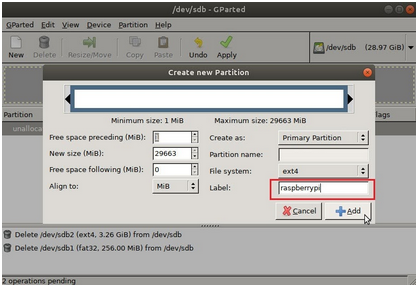 /dev/sdb - GParted
GParted Edit View Device Partition Help
New Delete Resize/Move Copy Paste Undo Apply
/dev/sdb (28.97 GiB)
Create new Partition
Minimum size: 1 MiB Maximum size: 29663 MiB
Partition
lags
unalloca
Free space preceding (MiB):
Create as: Primary Partition
New size (MiB): 29663
Partition name:
Free space following (MiB): 0
File system: ext4
Align to: MiB
Label: raspberrypi
Cancel Add
Delete /dev/sdb2 (ext4, 3.26 GiB) from /dev/sdb
Delete /dev/sdb1 (fat32, 256.00 MiB) from /dev/sdb
2 operations pending